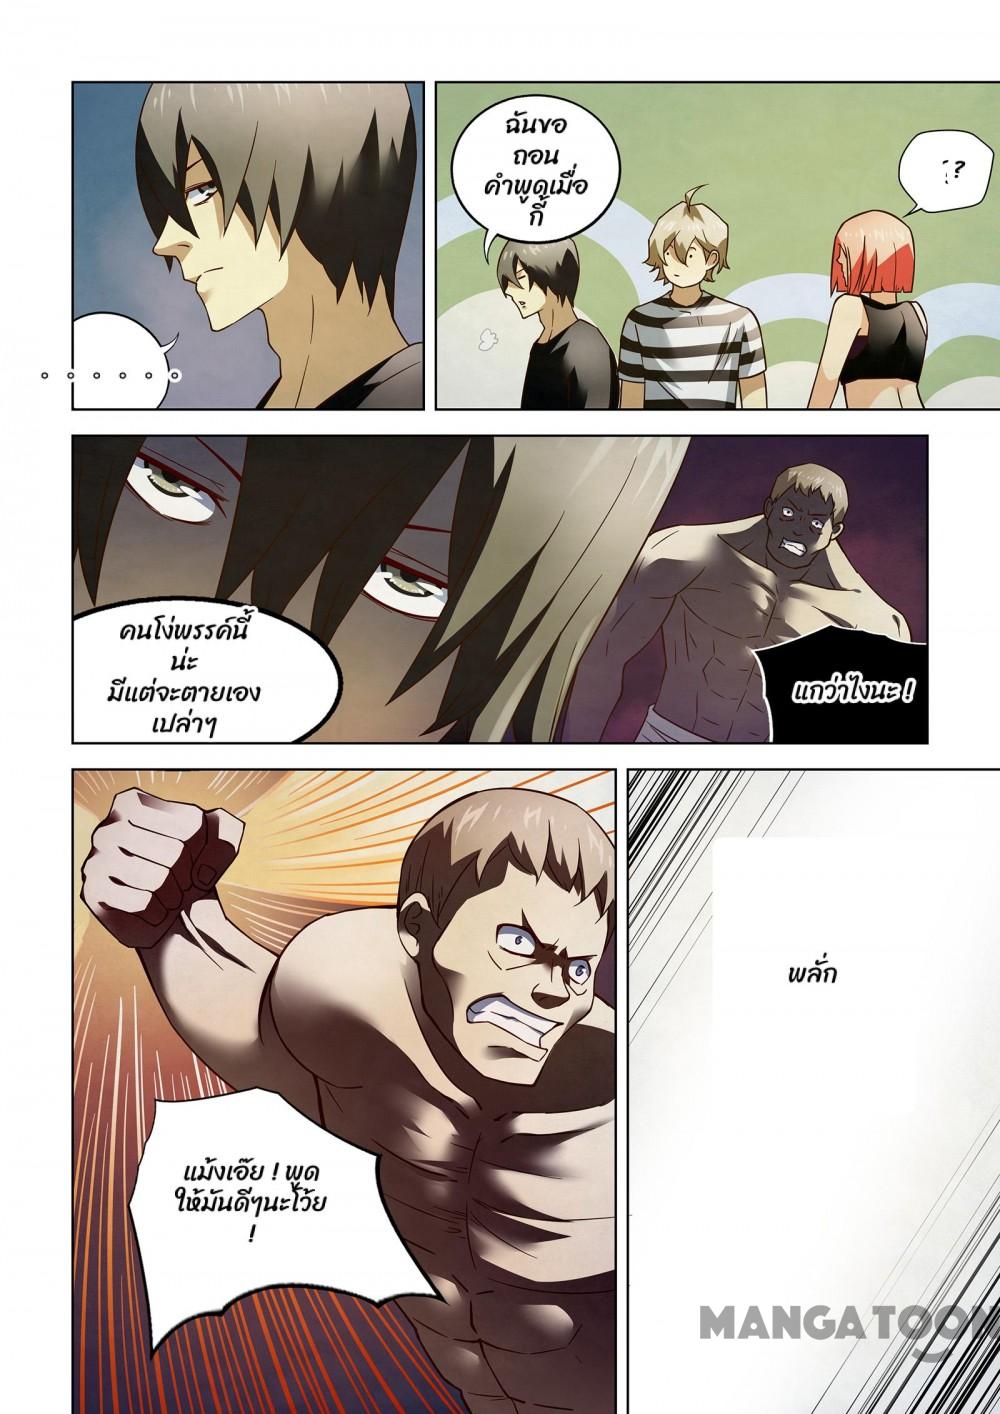 。。。。。。
ฉันขอ
ถอน
คำพูดเมื่อ
กี้
?
คนโง่พรรค์นี้
น่ะ
มีแต่จะตายเอง
เปล่าๆ
แกว่าไงนะ !
แม้งเอ๊ย ! พูด
ให้มันดีๆนะโว้ย
!
พลั่ก
MANGATOON